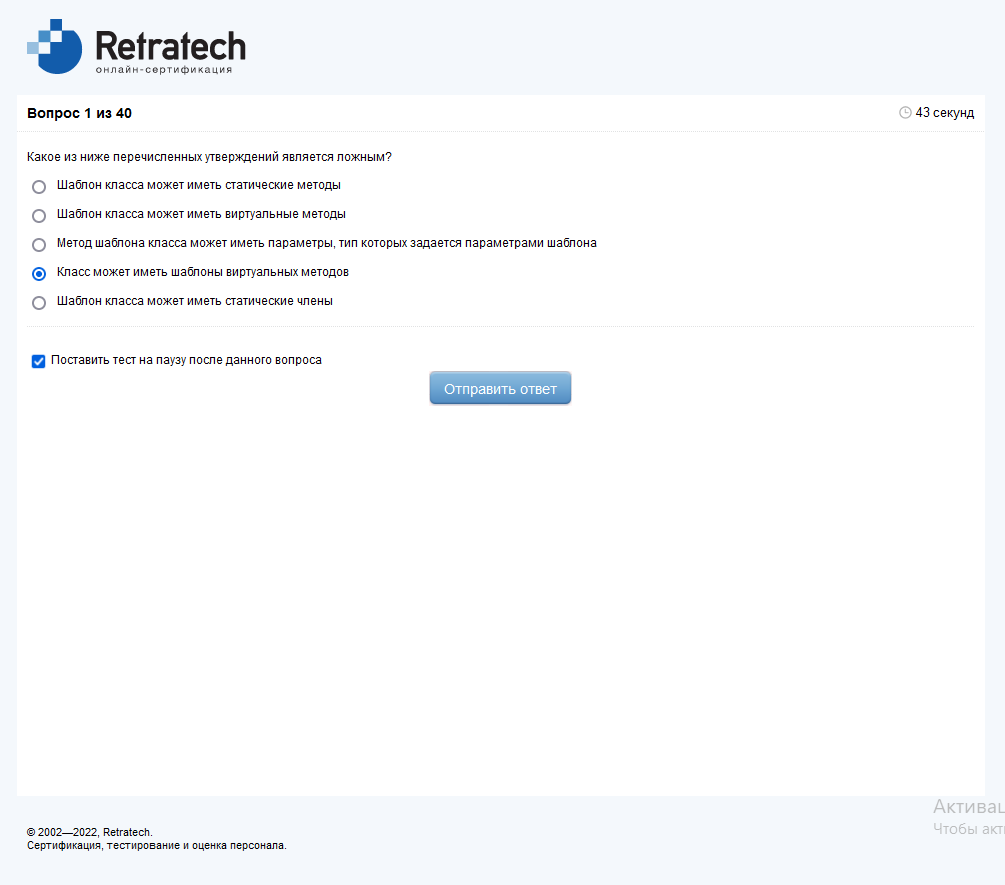 Retratech
онлайн-сертификация
Вопрос 1 из 40
43 секунд
Какое из ниже перечисленных утверждений является ложным?
Шаблон класса может иметь статические методы
Шаблон класса может иметь виртуальные методы
Метод шаблона класса может иметь параметры, тип которых задается параметрами шаблона
Класс может иметь шаблоны виртуальных методов
Шаблон класса может иметь статические члены
Поставить тест на паузу после данного вопроса
Отправить ответ
Чтобы
© 2002—2022, Retratech.
Сертификация, тестирование и оценка персонала.